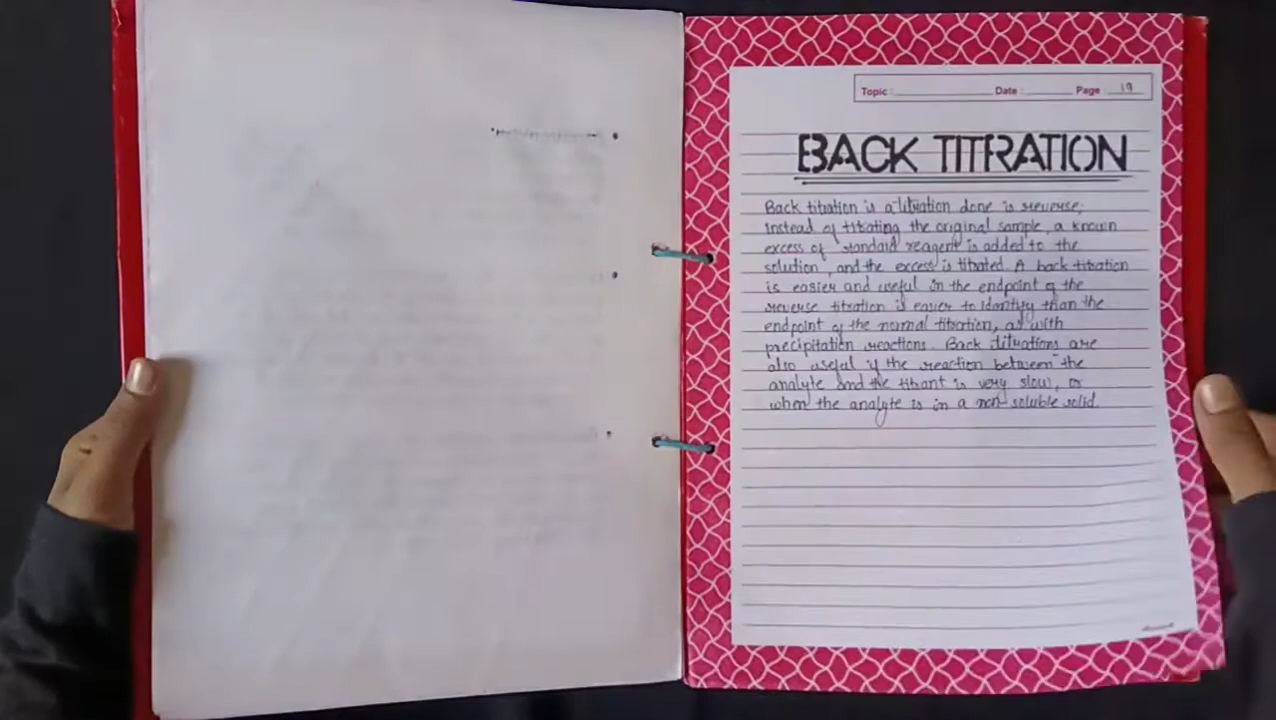 Topic : Date : Page : 19
BACK TITRATION
Back titration is a titration done is reverse;
instead of titrating the original sample, a known
excess of standard reagent is added to the
solution, and the excess is titrated. A back titration
is easier and useful in the endpoint of the
reverse titration is easier to identify than the
endpoint of the normal titration, as with
precipitation reactions. Back titrations are
also useful if the reaction between the
analyte and the titrant is very slow, or
when the analyte is in a non-soluble solid.